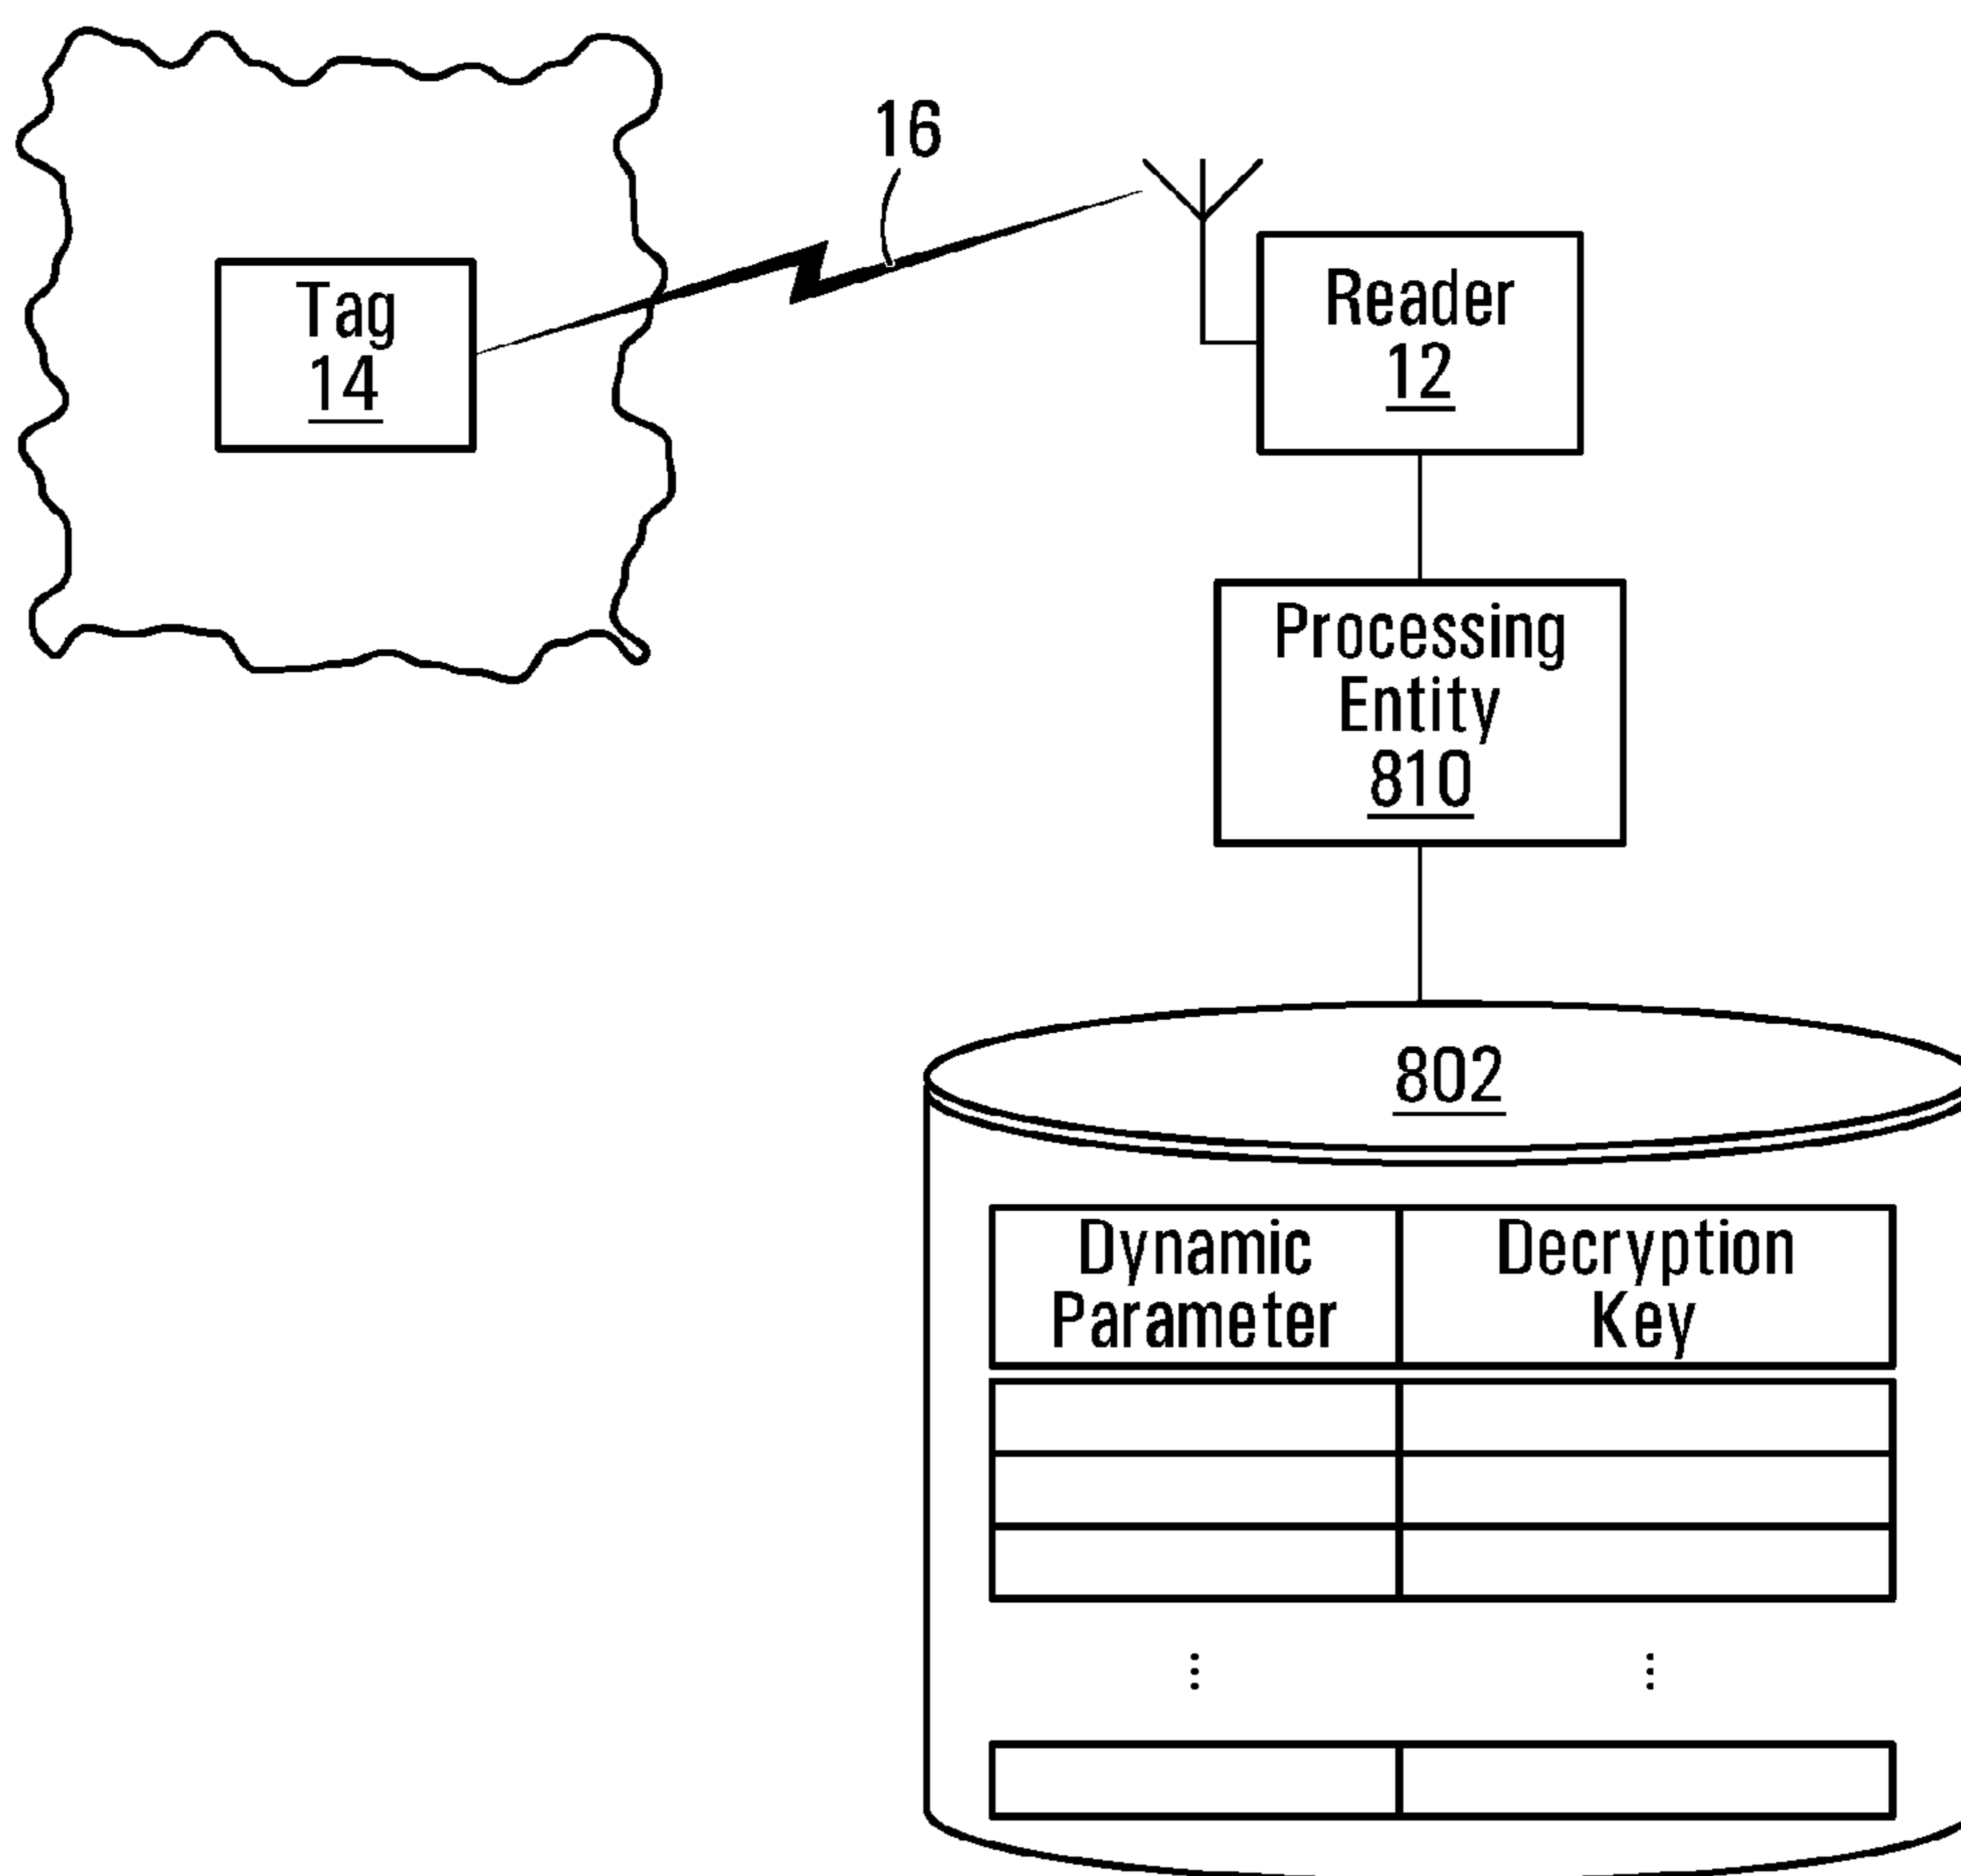 16
Tag
14
Reader
12
Processing
Entity
810
802
Dynamic
Parameter
Decryption
Key